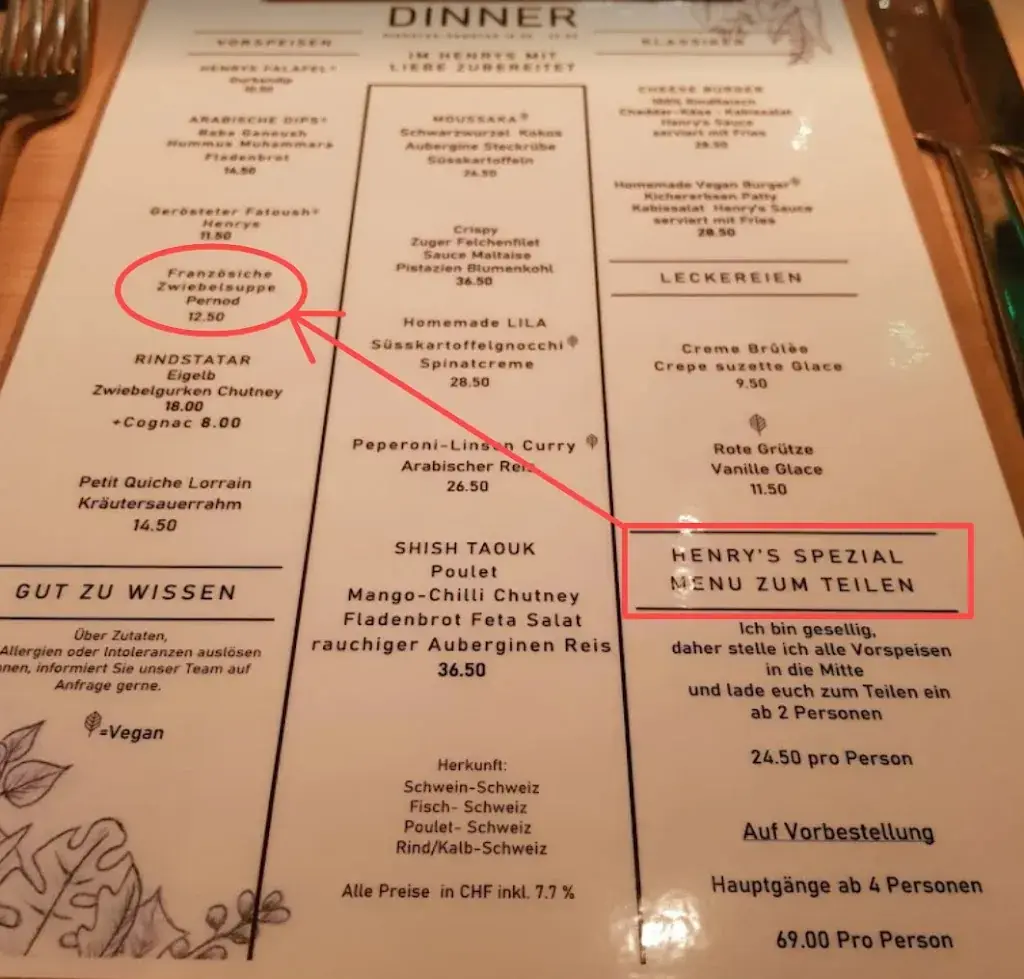 DINNER
VORSPEISEN
HENRYS FALAFEL
Gurkendip
10.50
ARABISCHE DIPS
Baba Ganoush
Hummus Muhammara
Fladenbrot
14.50
Gerösteter Fatoush
Henrys
11.50
Französiche
Zwiebelsuppe
Pernod
12.50
RINDSTATAR
Eigelb
Zwiebelgurken Chutney
18.00
+Cognac 8.00
Petit Quiche Lorrain
Kräutersauerrahm
14.50
GUT ZU WISSEN
Über Zutaten,
Allergien oder Intoleranzen auslösen
nen, informiert Sie unser Team auf
Anfrage gerne.
=Vegan
IM HENRYS MIT
LIEBE ZUBEREITET
MOUSSAKA
Schwarzwurzel Kokos
Aubergine Steckrübe
Süsskartoffeln
26.50
Crispy
Zuger Felchenfilet
Sauce Maltaise
Pistazien Blumenkohl
36.50
Homemade LILA
Süsskartoffelgnocchi
Spinatcreme
28.50
Peperoni-Linsen Curry
Arabischer Reis
26.50
SHISH TAOUK
Poulet
Mango-Chilli Chutney
Fladenbrot Feta Salat
rauchiger Auberginen Reis
36.50
Herkunft:
Schwein-Schweiz
Fisch- Schweiz
Poulet- Schweiz
Rind/Kalb-Schweiz
Alle Preise in CHF inkl. 7.7 %
KLASSIKER
CHEESE BURGER
100% Rindfleisch
Cheddar-Käse - Kabissalat
Henry's Sauce
serviert mit Fries
28.50
Homemade Vegan Burger
Kichererbsen Patty
Kabissalat Henry's Sauce
serviert mit Fries
28.50
LECKEREIEN
Creme Brûlèe
Crepe suzette Glace
9.50
Rote Grütze
Vanille Glace
11.50
HENRY'S SPEZIAL
MENU ZUM TEILEN
Ich bin gesellig,
daher stelle ich alle Vorspeisen
in die Mitte
und lade euch zum Teilen ein
ab 2 Personen
24.50 pro Person
Auf Vorbestellung
Hauptgänge ab 4 Personen
69.00 Pro Person